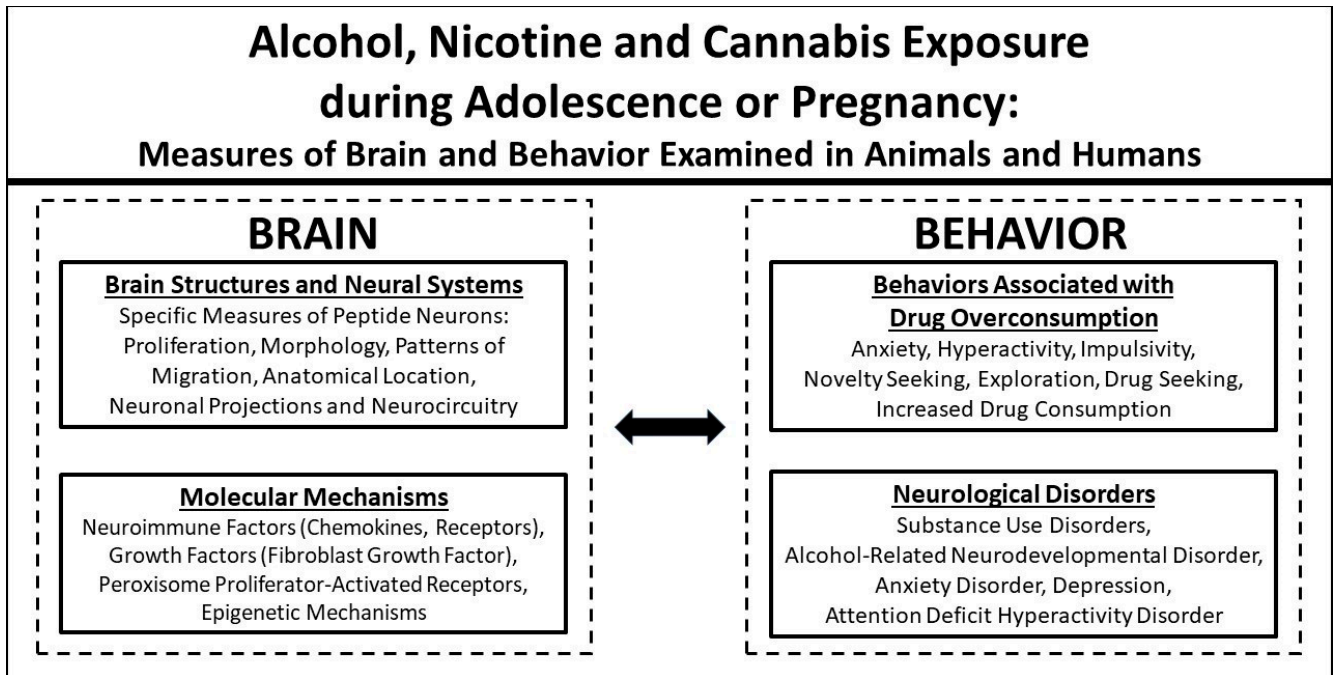 Alcohol, Nicotine and Cannabis Exposure
during Adolescence or Pregnancy:
Measures of Brain and Behavior Examined in Animals and Humans
BRAIN
Brain Structures and Neural Systems
Specific Measures of Peptide Neurons:
Proliferation, Morphology, Patterns of
Migration, Anatomical Location,
Neuronal Projections and Neurocircuitry
Molecular Mechanisms
Neuroimmune Factors (Chemokines, Receptors),
Growth Factors (Fibroblast Growth Factor),
Peroxisome Proliferator-Activated Receptors,
Epigenetic Mechanisms
BEHAVIOR
Behaviors Associated with
Drug Overconsumption
Anxiety, Hyperactivity, Impulsivity,
Novelty Seeking, Exploration, Drug Seeking,
Increased Drug Consumption
Neurological Disorders
Substance Use Disorders,
Alcohol-Related Neurodevelopmental Disorder,
Anxiety Disorder, Depression,
Attention Deficit Hyperactivity Disorder